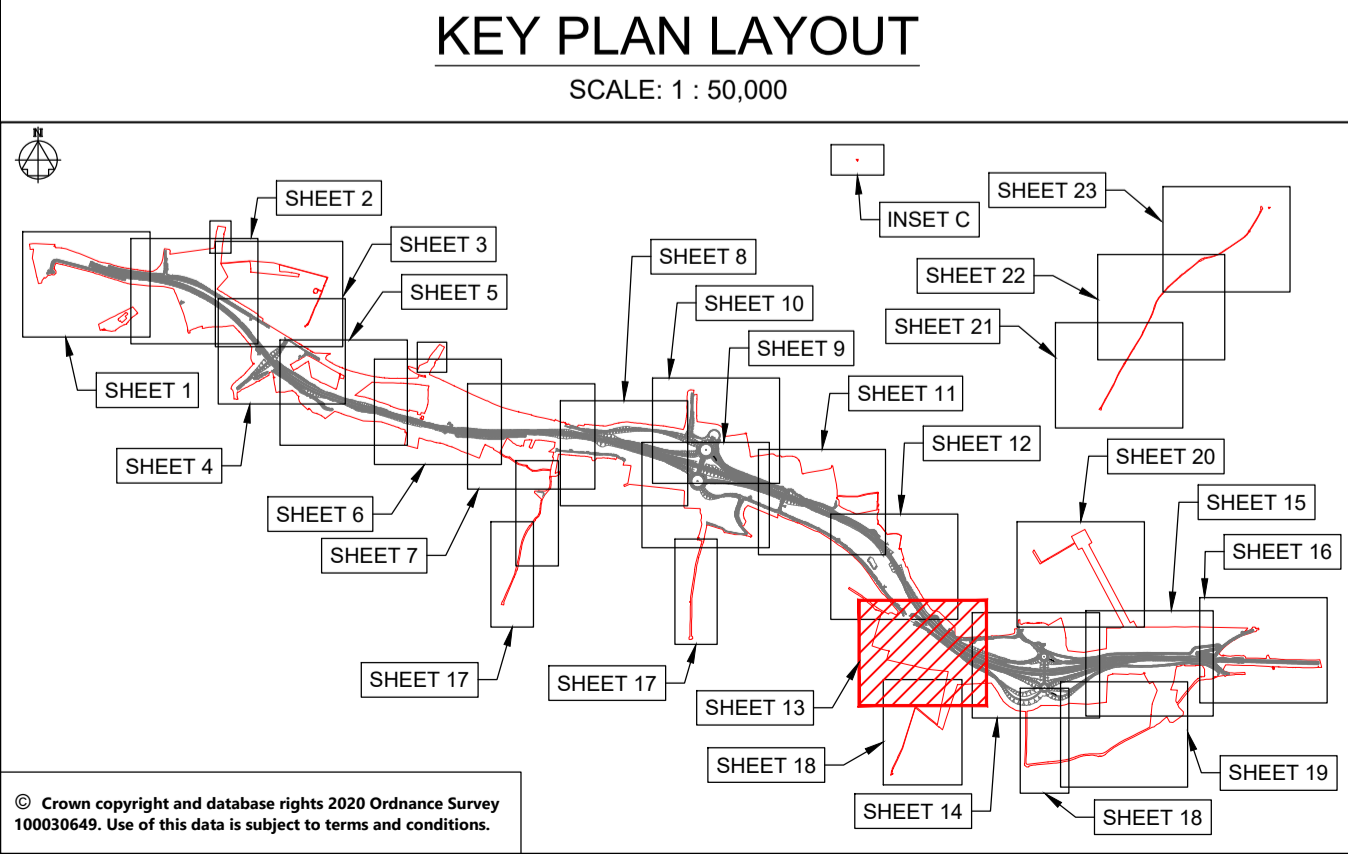 KEY PLAN LAYOUT
SCALE: 1 : 50,000
N
SHEET 2
SHEET 23
INSET C
SHEET 3
SHEET 8
SHEET 22
SHEET 5
SHEET 10
SHEET 21
SHEET 9
SHEET 1
SHEET 11
SHEET 12
SHEET 4
SHEET 20
SHEET 15
SHEET 6
SHEET 7
SHEET 16
SHEET 17
SHEET 17
SHEET 13
SHEET 18
SHEET 19
SHEET 14
SHEET 18
© Crown copyright and database rights 2020 Ordnance Survey
100030649. Use of this data is subject to terms and conditions.